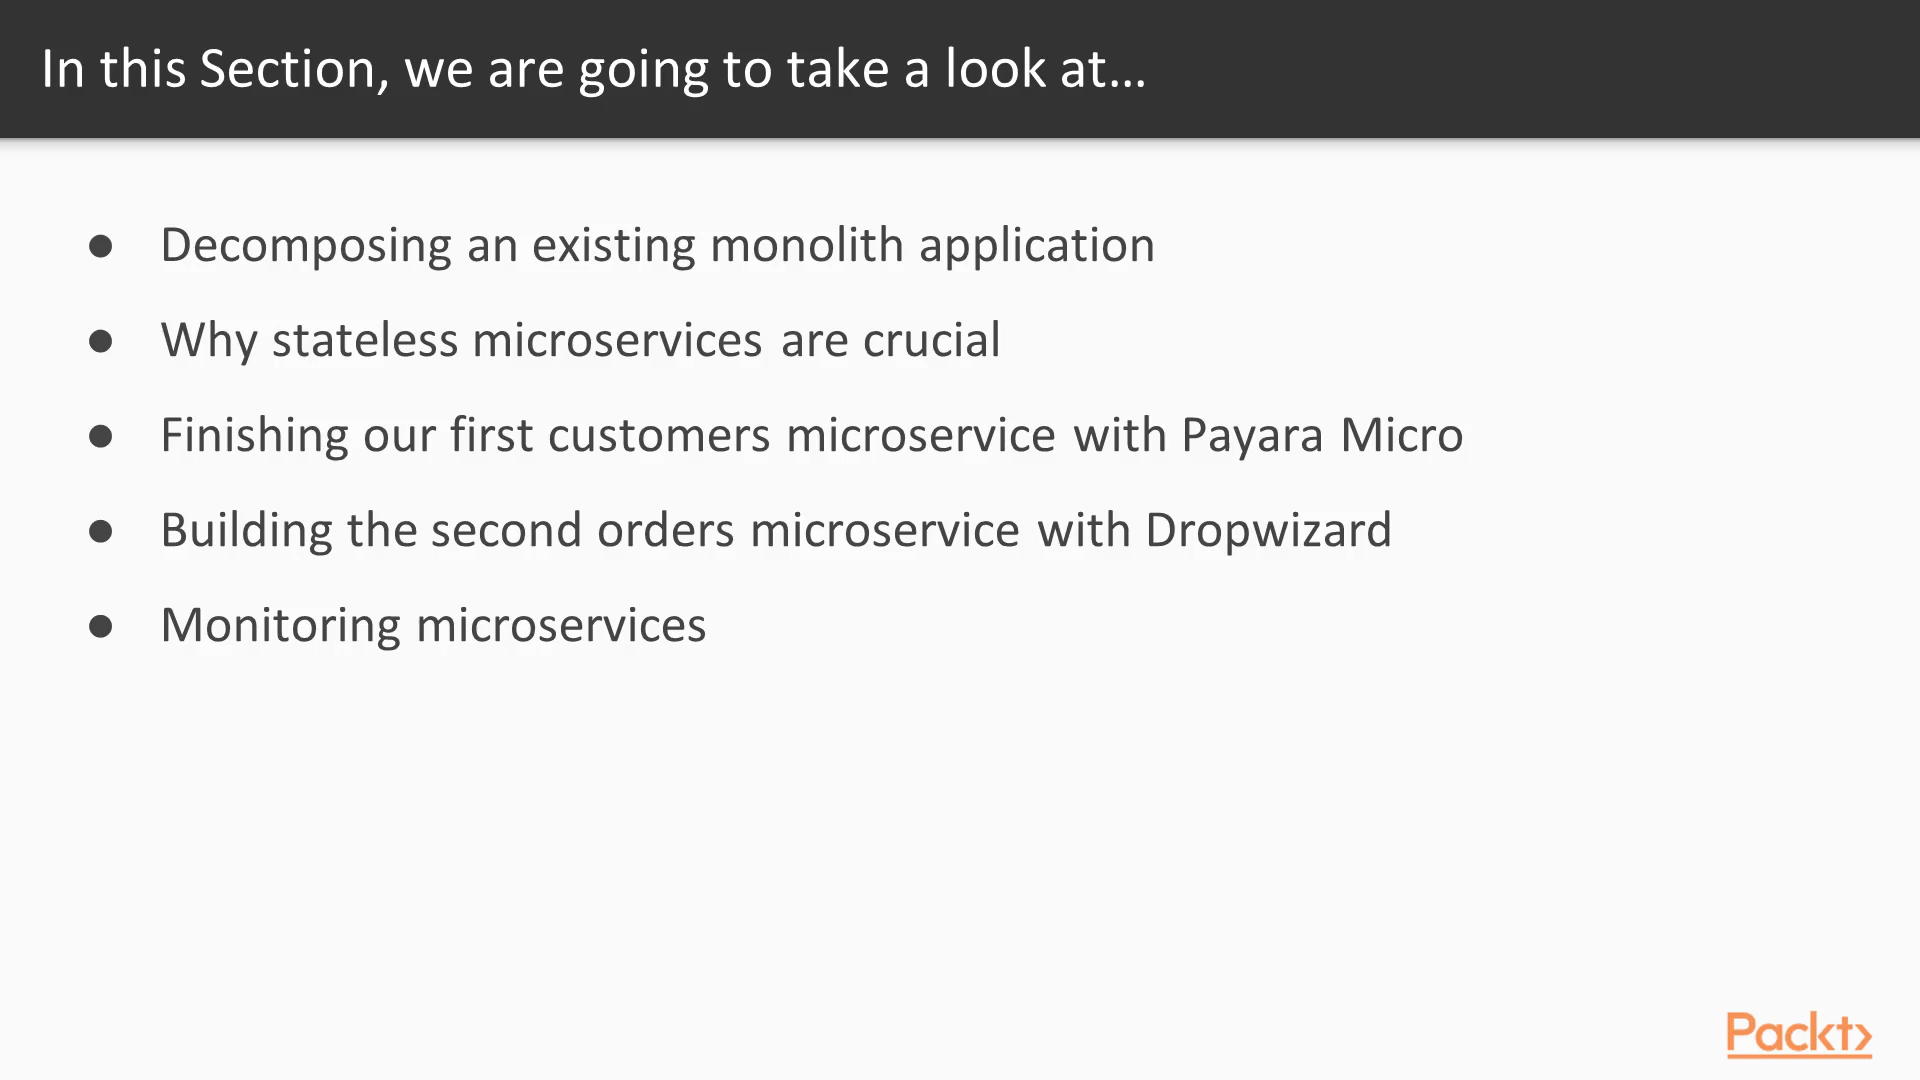 In this Section, we are going to take a look at...
● Decomposing an existing monolith application
● Why stateless microservices are crucial
● Finishing our first customers microservice with Payara Micro
● Building the second orders microservice with Dropwizard
● Monitoring microservices
Packt>